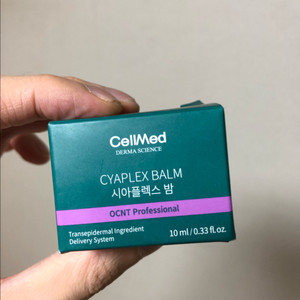 CellMed
DERMA SCIENCE
CYAPLEX BALM
시아플렉스 밤
OCNT Professional
Transepidermal Ingredient
Delivery System
10 ml / 0.33 fl.oz.